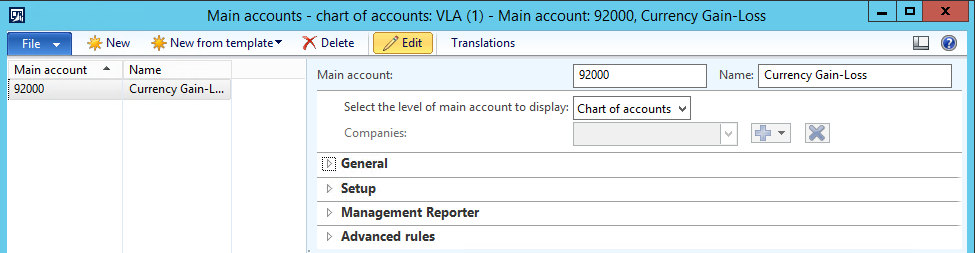 Main accounts - chart of accounts: VLA (1) - Main account: 92000, Currency Gain-Loss
File New New from template Delete Edit Translations
Main account Name
92000 Currency Gain-L...
Main account: 92000 Name: Currency Gain-Loss
Select the level of main account to display: Chart of accounts
Companies:
General
Setup
Management Reporter
Advanced rules